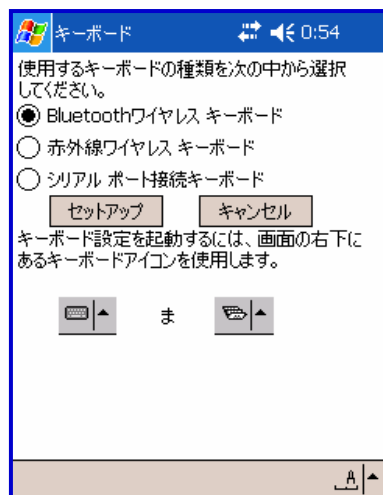 キーボード 0:54
使用するキーボードの種類を次の中から選択
してください。
Bluetoothワイヤレス キーボード
赤外線ワイヤレス キーボード
シリアル ポート接続キーボード
セットアップ キャンセル
キーボード設定を起動するには、画面の右下に
あるキーボードアイコンを使用します。
ま
A